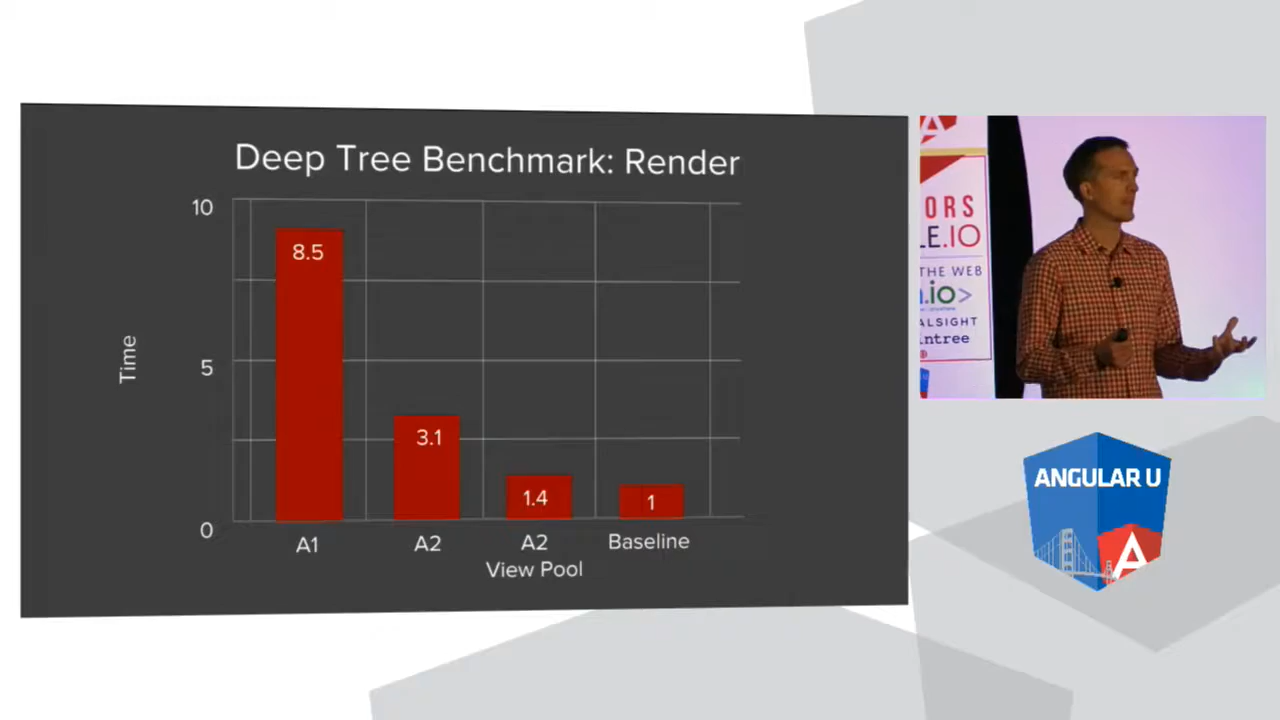 Deep Tree Benchmark: Render
10
5
0
Time
8.5
3.1
1.4
1
A1
A2
A2
View Pool
Baseline
ORS
LE.IO
THE WEB
.io>
ALSIGHT
intree
ANGULAR U